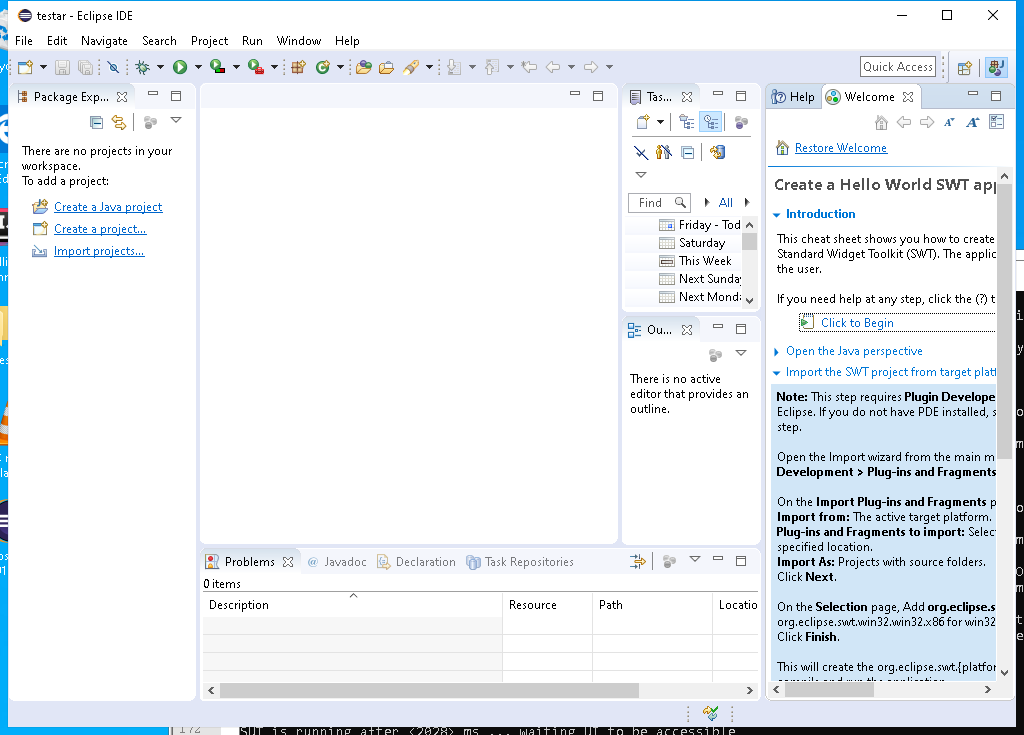 testar - Eclipse IDE
File Edit Navigate Search Project Run Window Help
Quick Access
Package Exp...
There are no projects in your
workspace.
To add a project:
Create a Java project
Create a project...
Import projects...
Tas...
Find
All
Friday - Tod
Saturday
This Week
Next Sunday
Next Mond
Ou...
There is no active
editor that provides an
outline.
Help
Welcome
Restore Welcome
Create a Hello World SWT app
Introduction
This cheat sheet shows you how to create
Standard Widget Toolkit (SWT). The applic
the user.
If you need help at any step, click the (?) t
Click to Begin
Open the Java perspective
Import the SWT project from target platf
Note: This step requires Plugin Develope
Eclipse. If you do not have PDE installed, s
step.
Open the Import wizard from the main m
Development > Plug-ins and Fragments
On the Import Plug-ins and Fragments p
Import from: The active target platform.
Plug-ins and Fragments to import: Selec
specified location.
Import As: Projects with source folders.
Click Next.
On the Selection page, Add org.eclipse.s
org.eclipse.swt.win32.win32.x86 for win32
Click Finish.
This will create the org.eclipse.swt.{platfor
compile and run the application.
Problems @ Javadoc Declaration Task Repositories
0 items
Description Resource Path Locatio
172 SUT is running after <2028> ms ... waiting UI to be accessible